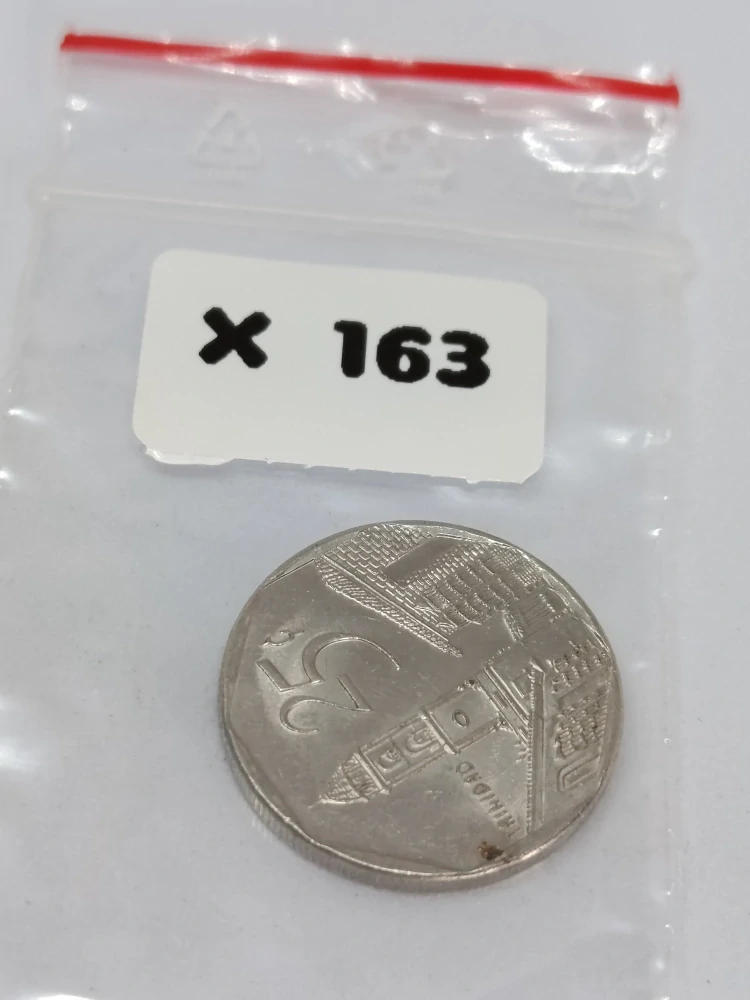 × 163
25 ¢
TRINIDAD